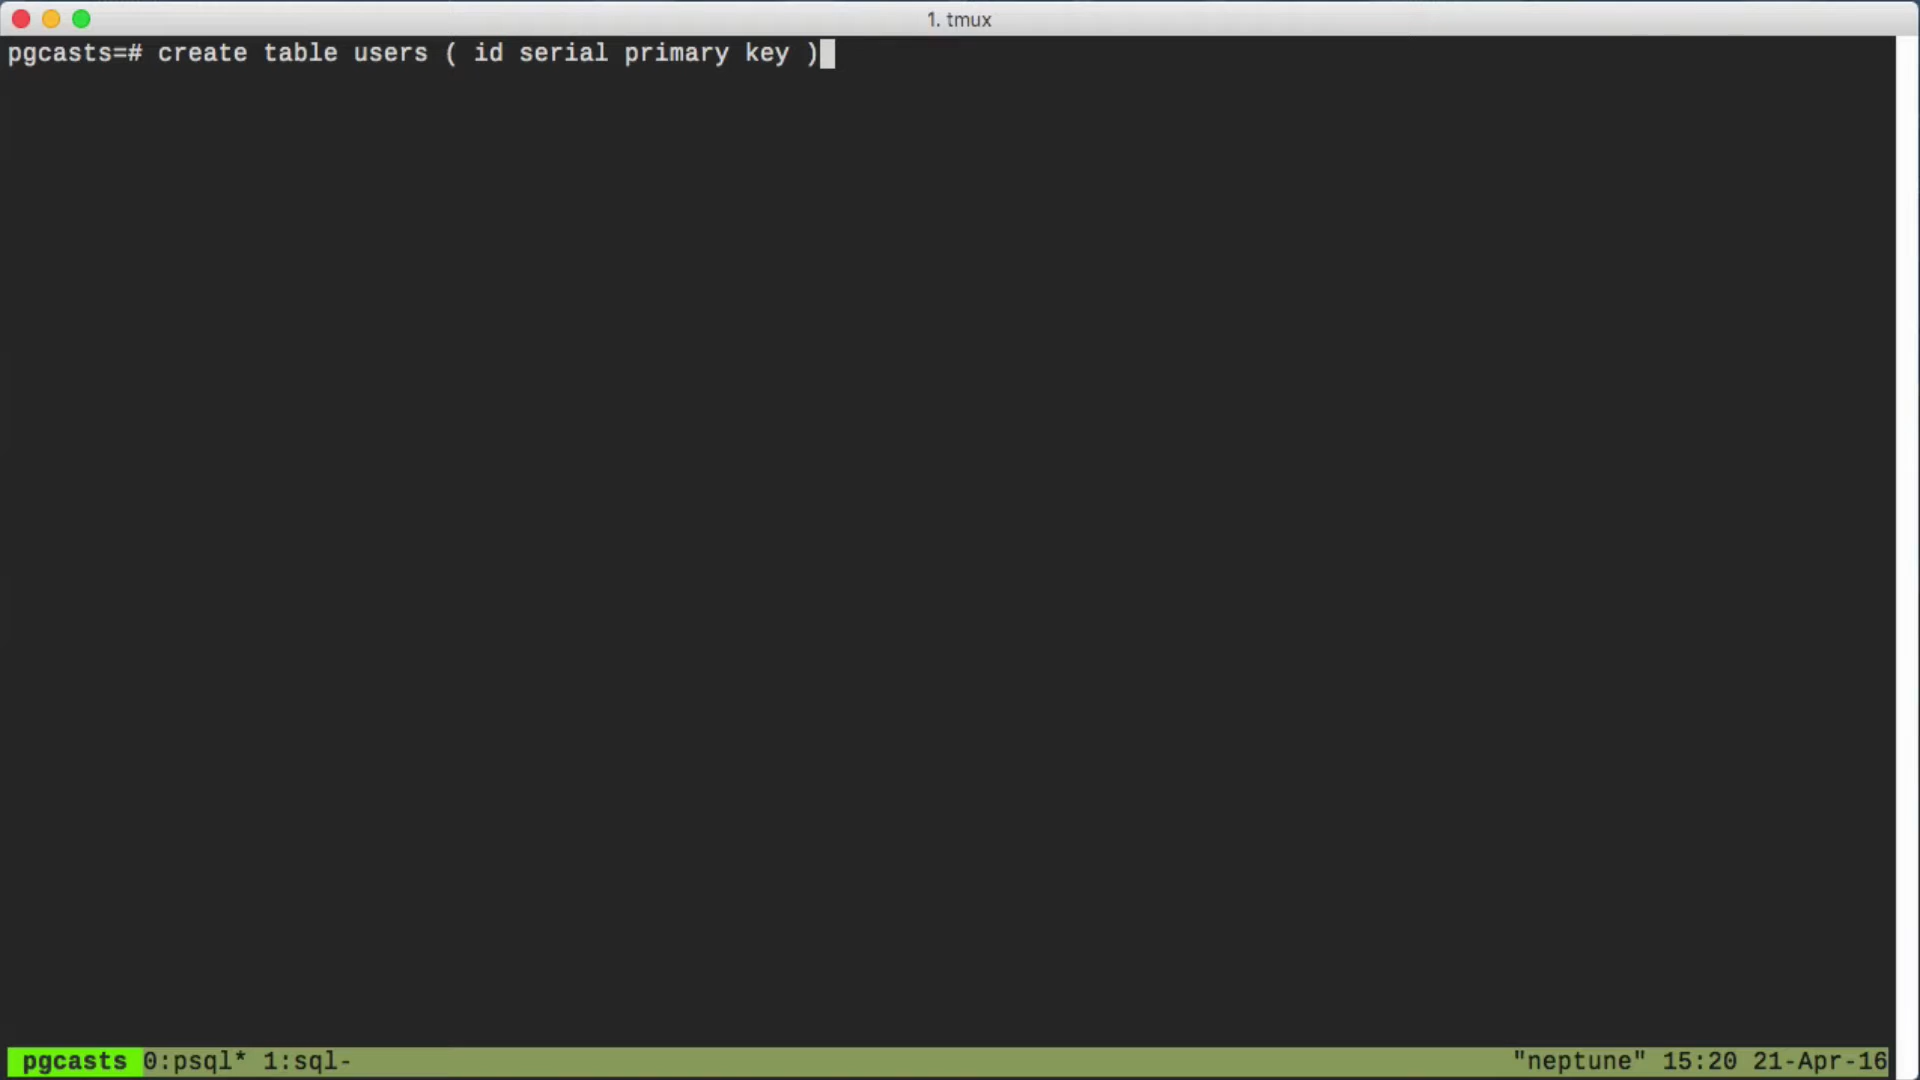 1. tmux
pgcasts=# create table users ( id serial primary key )
pgcasts 0:psql* 1:sql- "neptune" 15:20 21-Apr-16